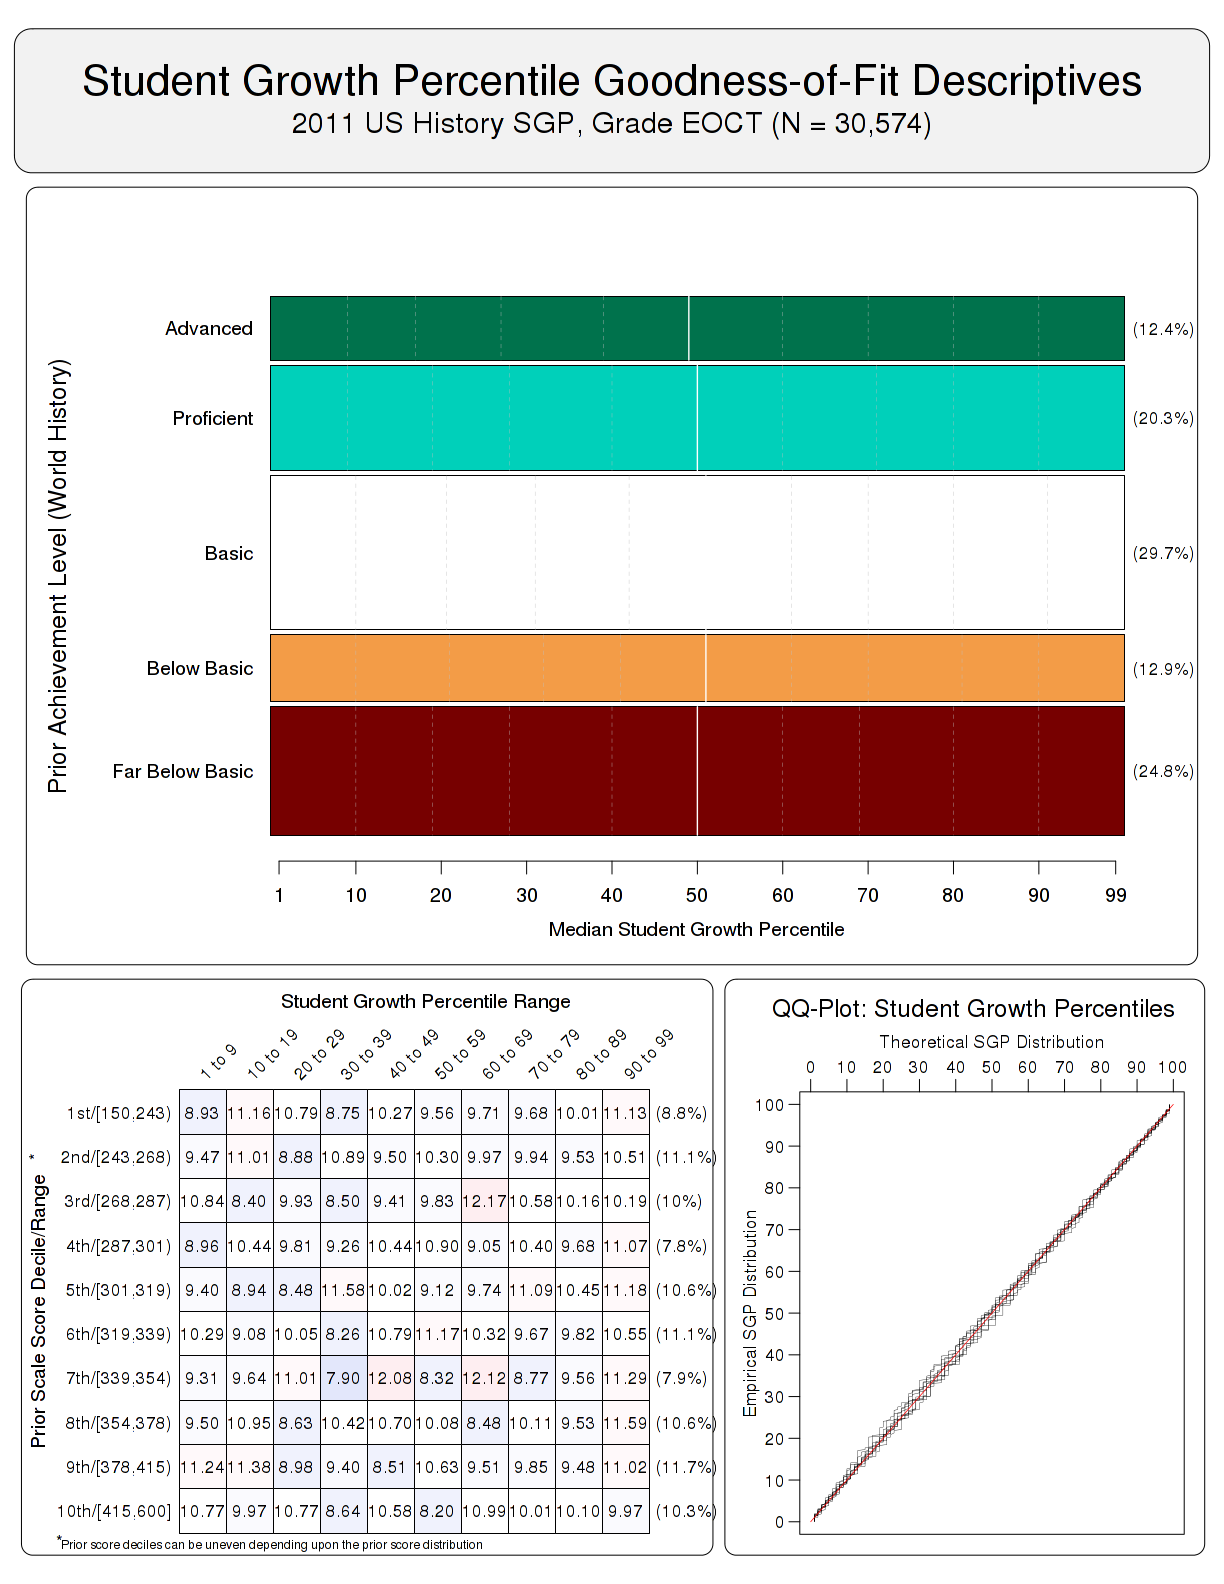 Student Growth Percentile Goodness-of-Fit Descriptives
2011 US History SGP, Grade EOCT (N = 30,574)
Prior Achievement Level (World History)
Advanced (12.4%)
Proficient (20.3%)
Basic (29.7%)
Below Basic (12.9%)
Far Below Basic (24.8%)
1 10 20 30 40 50 60 70 80 90 99
Median Student Growth Percentile
Student Growth Percentile Range
1 to 9 10 to 19 20 to 29 30 to 39 40 to 49 50 to 59 60 to 69 70 to 79 80 to 89 90 to 99
Prior Scale Score Decile/Range *
1st/[150,243) 8.93 11.16 10.79 8.75 10.27 9.56 9.71 9.68 10.01 11.13 (8.8%)
2nd/[243,268) 9.47 11.01 8.88 10.89 9.50 10.30 9.97 9.94 9.53 10.51 (11.1%)
3rd/[268,287) 10.84 8.40 9.93 8.50 9.41 9.83 12.17 10.58 10.16 10.19 (10%)
4th/[287,301) 8.96 10.44 9.81 9.26 10.44 10.90 9.05 10.40 9.68 11.07 (7.8%)
5th/[301,319) 9.40 8.94 8.48 11.58 10.02 9.12 9.74 11.09 10.45 11.18 (10.6%)
6th/[319,339) 10.29 9.08 10.05 8.26 10.79 11.17 10.32 9.67 9.82 10.55 (11.1%)
7th/[339,354) 9.31 9.64 11.01 7.90 12.08 8.32 12.12 8.77 9.56 11.29 (7.9%)
8th/[354,378) 9.50 10.95 8.63 10.42 10.70 10.08 8.48 10.11 9.53 11.59 (10.6%)
9th/[378,415) 11.24 11.38 8.98 9.40 8.51 10.63 9.51 9.85 9.48 11.02 (11.7%)
10th/[415,600] 10.77 9.97 10.77 8.64 10.58 8.20 10.99 10.01 10.10 9.97 (10.3%)
*Prior score deciles can be uneven depending upon the prior score distribution
QQ-Plot: Student Growth Percentiles
Theoretical SGP Distribution
0 10 20 30 40 50 60 70 80 90 100
Empirical SGP Distribution
100
90
80
70
60
50
40
30
20
10
0